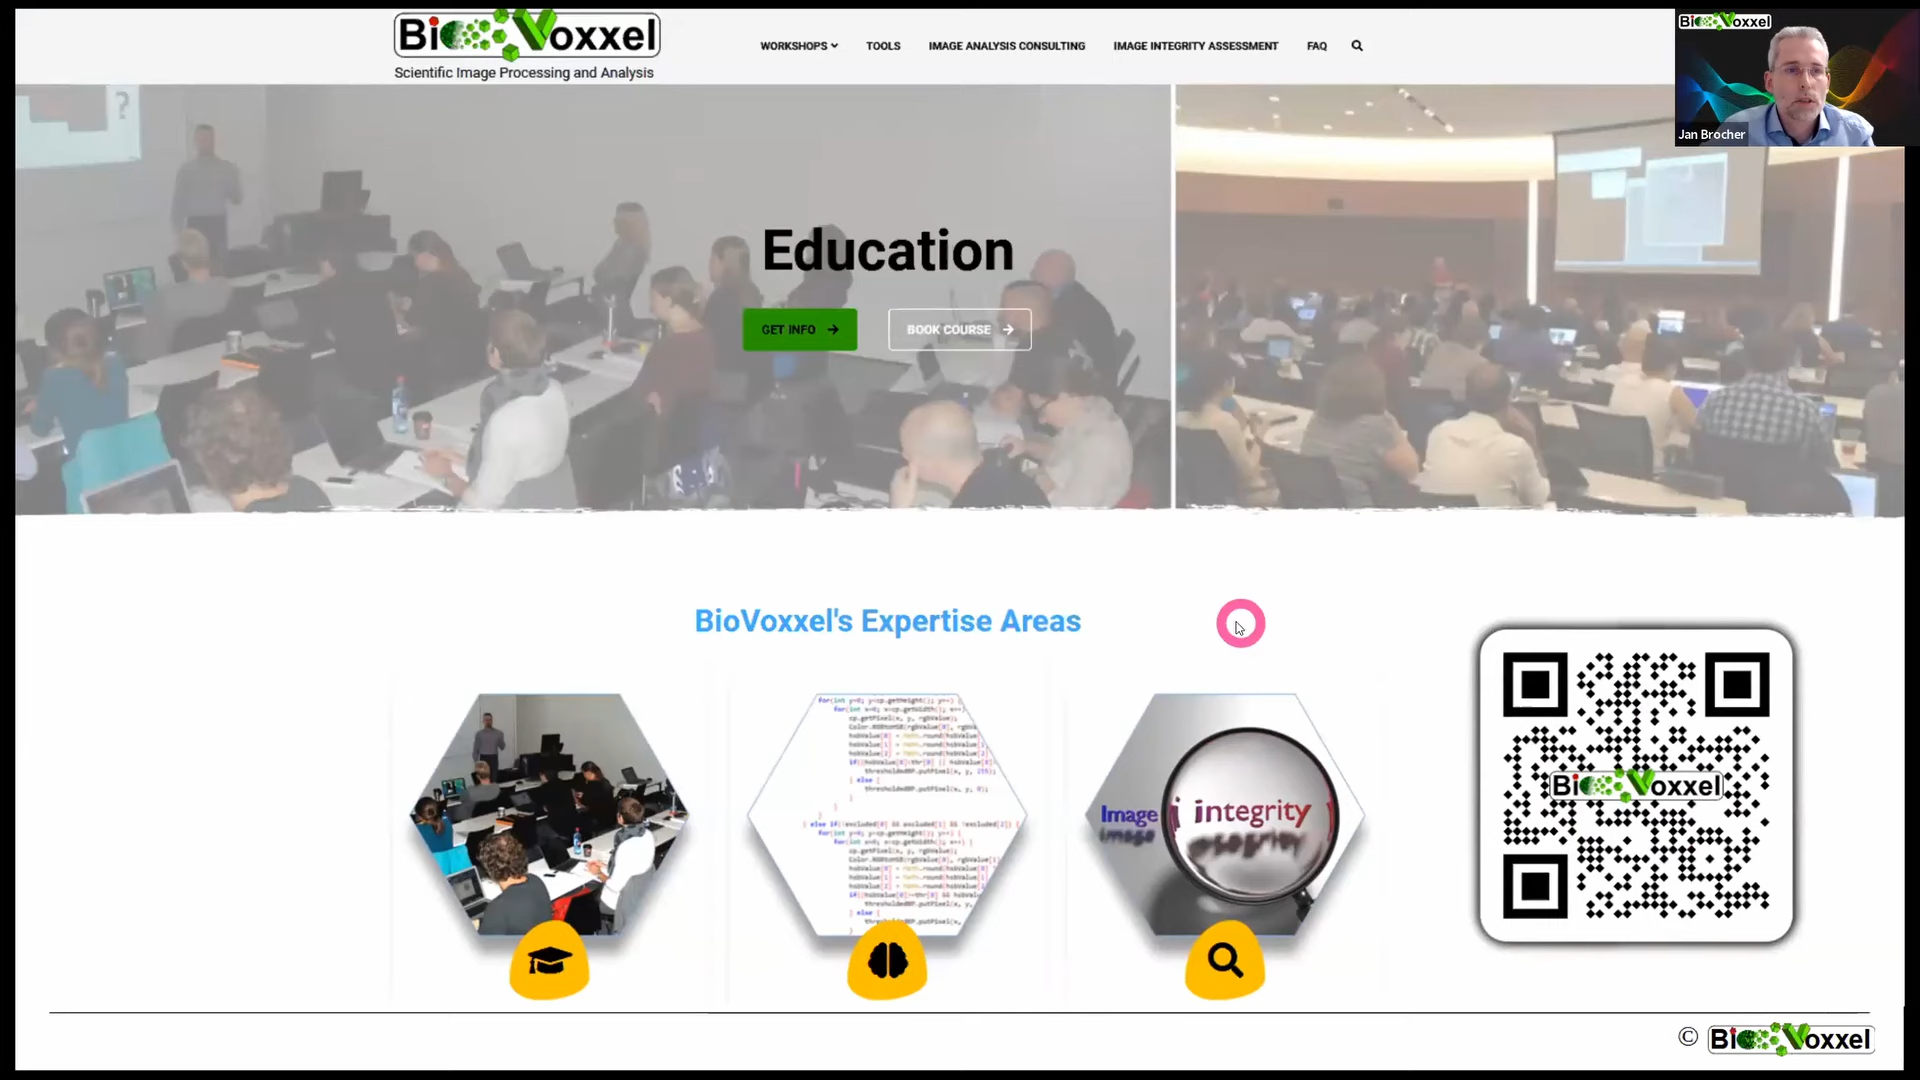 BioVoxxel
Scientific Image Processing and Analysis
WORKSHOPS TOOLS IMAGE ANALYSIS CONSULTING IMAGE INTEGRITY ASSESSMENT FAQ
BioVoxxel
Jan Brocher
?
Education
GET INFO BOOK COURSE
BioVoxxel's Expertise Areas
Image integrity
BioVoxxel
© BioVoxxel